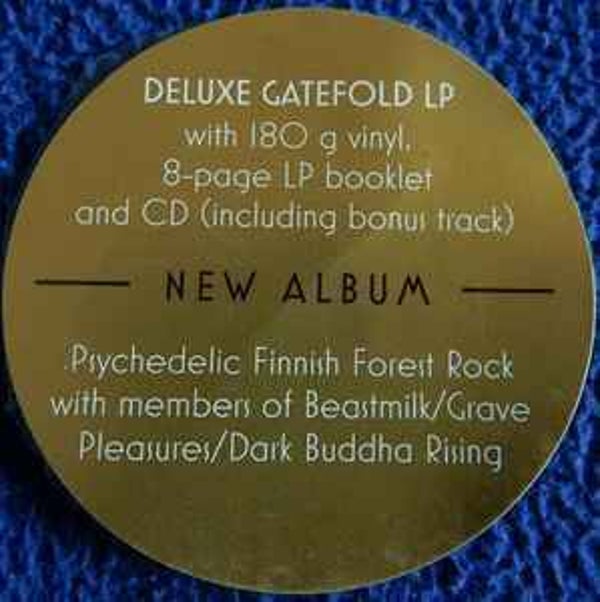 DELUXE GATEFOLD LP
with 180 g vinyl,
8-page LP booklet
and CD (including bonus track)
NEW ALBUM
Psychedelic Finnish Forest Rock
with members of Beastmilk/Grave
Pleasures/Dark Buddha Rising